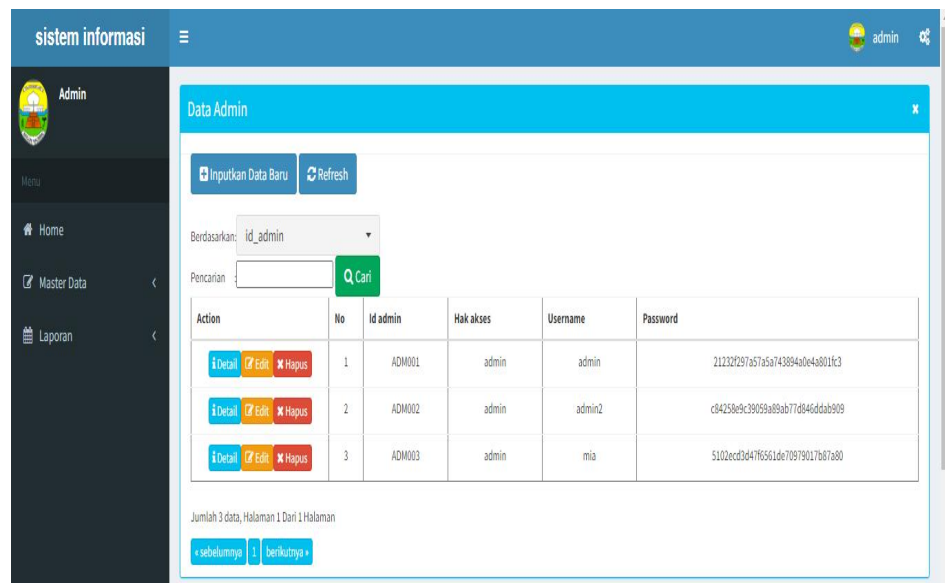 sistem informasi
admin
Admin
Menu
Home
Master Data
Laporan
Data Admin
Inputkan Data Baru
Refresh
Berdasarkan: id_admin
Pencarian :
Cari
Action No Id admin Hak akses Username Password
Detail Edit Hapus 1 ADM001 admin admin 21232f297a57a5a743894a0e4a801fc3
Detail Edit Hapus 2 ADM002 admin admin2 c84258e9c39059a89ab77d846ddab909
Detail Edit Hapus 3 ADM003 admin mia 5102ecd3d47f6561de70979017b87a80
Jumlah 3 data, Halaman 1 Dari 1 Halaman
« sebelumnya 1 berikutnya »